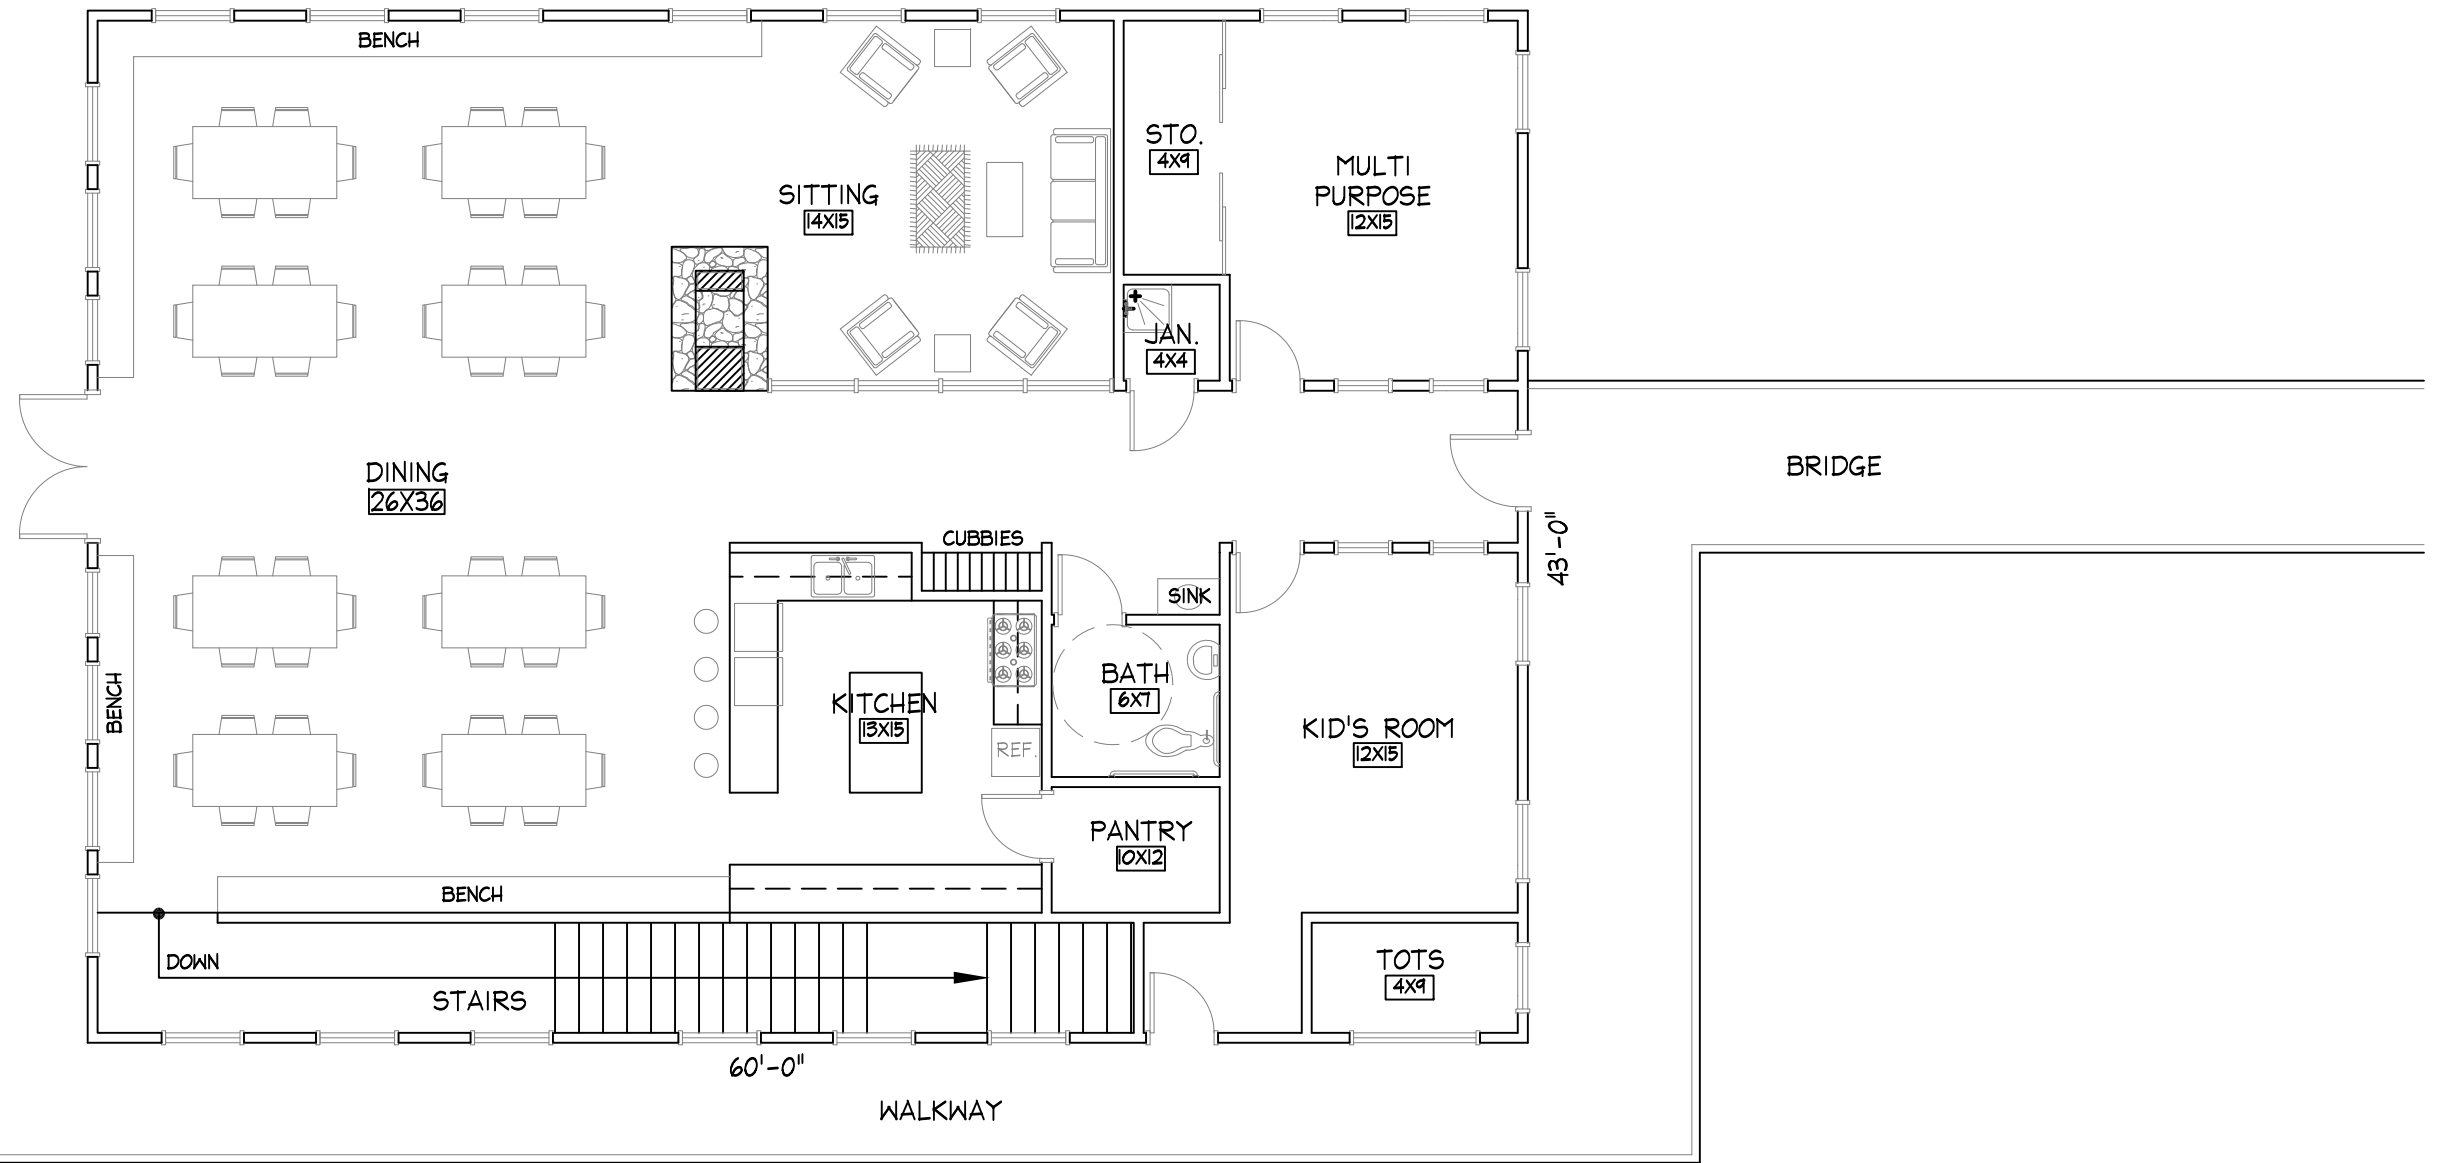 BENCH
STO.
4X9
MULTI
PURPOSE
12X15
SITTING
14X15
JAN.
4X4
DINING
26X36
BRIDGE
43'-0"
CUBBIES
SINK
BENCH
BATH
6X7
KITCHEN
13X15
REF.
KID'S ROOM
12X15
PANTRY
10X12
BENCH
DOWN
STAIRS
TOTS
4X9
60'-0"
WALKWAY